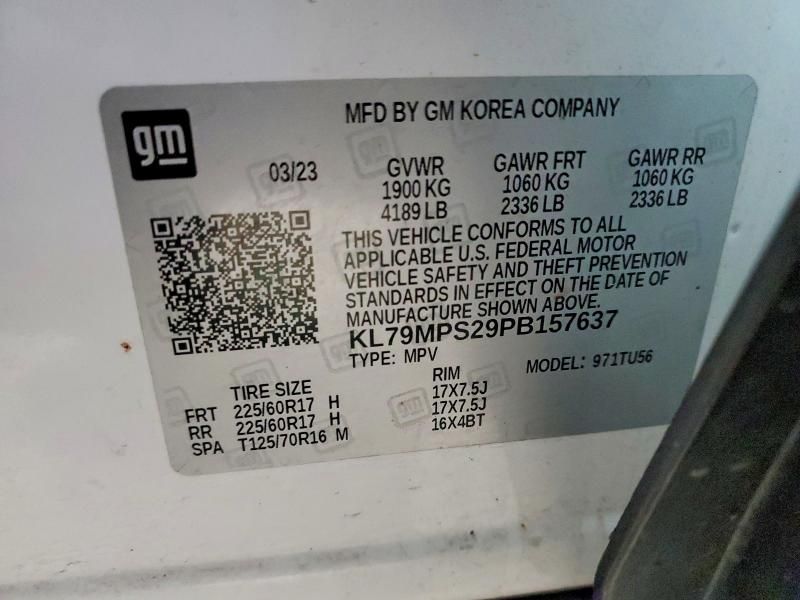 gm
MFD BY GM KOREA COMPANY
03/23
GVWR
1900 KG
4189 LB
GAWR FRT
1060 KG
2336 LB
GAWR RR
1060 KG
2336 LB
THIS VEHICLE CONFORMS TO ALL
APPLICABLE U.S. FEDERAL MOTOR
VEHICLE SAFETY AND THEFT PREVENTION
STANDARDS IN EFFECT ON THE DATE OF
MANUFACTURE SHOWN ABOVE.
KL79MPS29PB157637
TYPE: MPV
MODEL: 971TU56
TIRE SIZE
RIM
FRT 225/60R17 H 17X7.5J
RR 225/60R17 H 17X7.5J
SPA T125/70R16 M 16X4BT